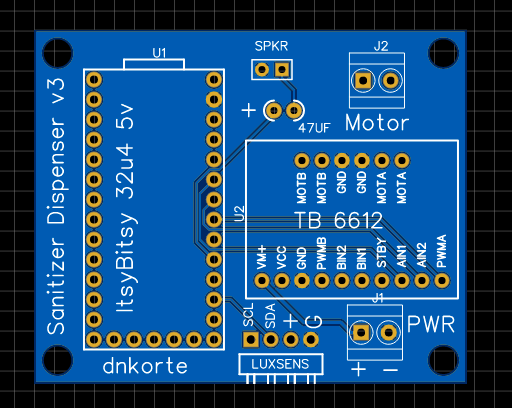 SPKR
J2
U1
+
47UF
Motor
Sanitizer Dispenser v3
ItsyBitsy 32u4 5v
MOTB
MOTB
GND
GND
MOTA
MOTA
U2
TB 6612
VM+
VCC
GND
PWMB
BIN2
BIN1
STBY
AIN1
AIN2
PWMA
J1
SCL
SDA
+
G
PWR
LUXSENS
dnkorte
+ −